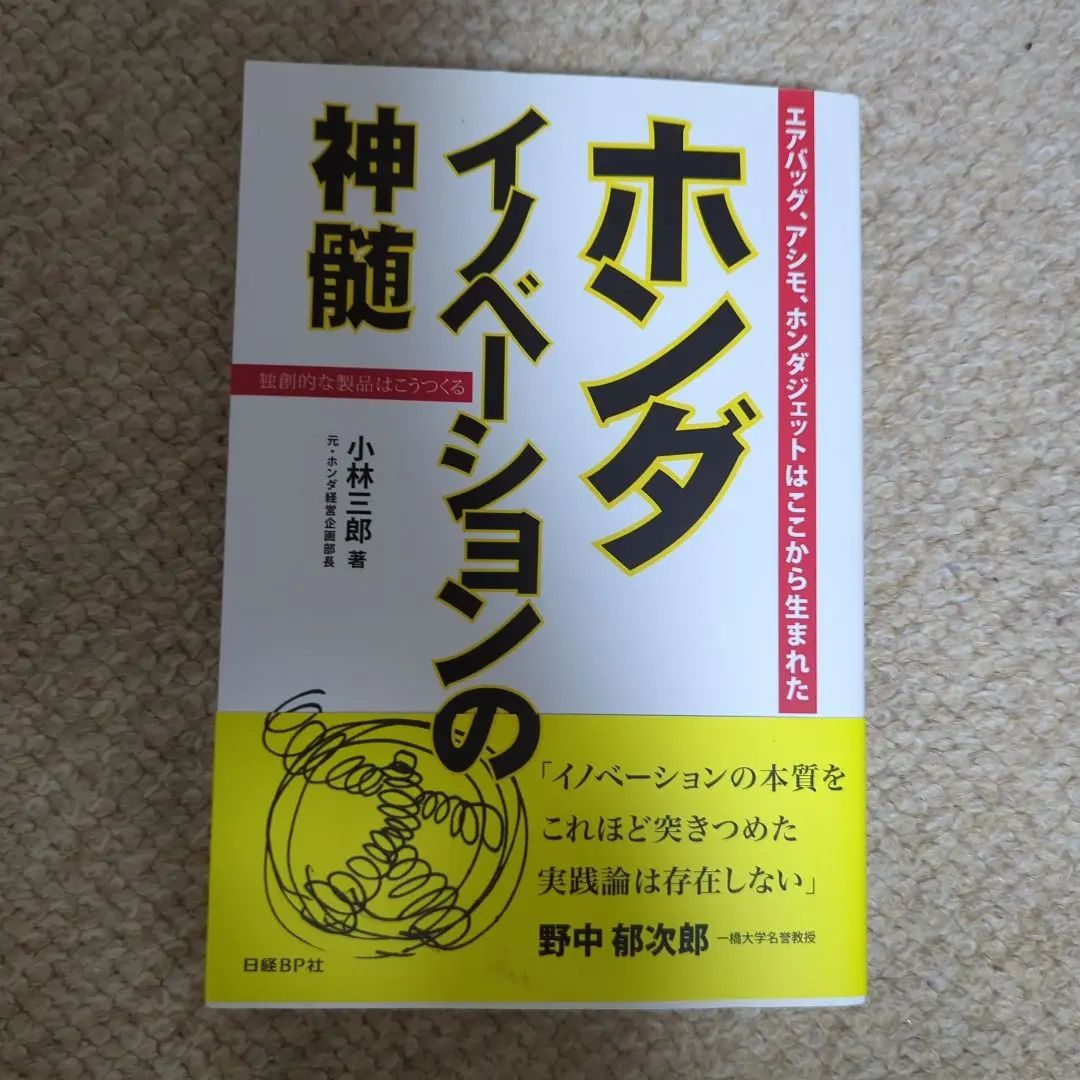 エアバッグ、アシモ、ホンダジェットはここから生まれた
ホンダ
イノベーションの
神髄
独創的な製品はこうつくる
小林三郎 著
元・ホンダ経営企画部長
「イノベーションの本質を
これほど突きつめた
実践論は存在しない」
野中 郁次郎 一橋大学名誉教授
日経BP社